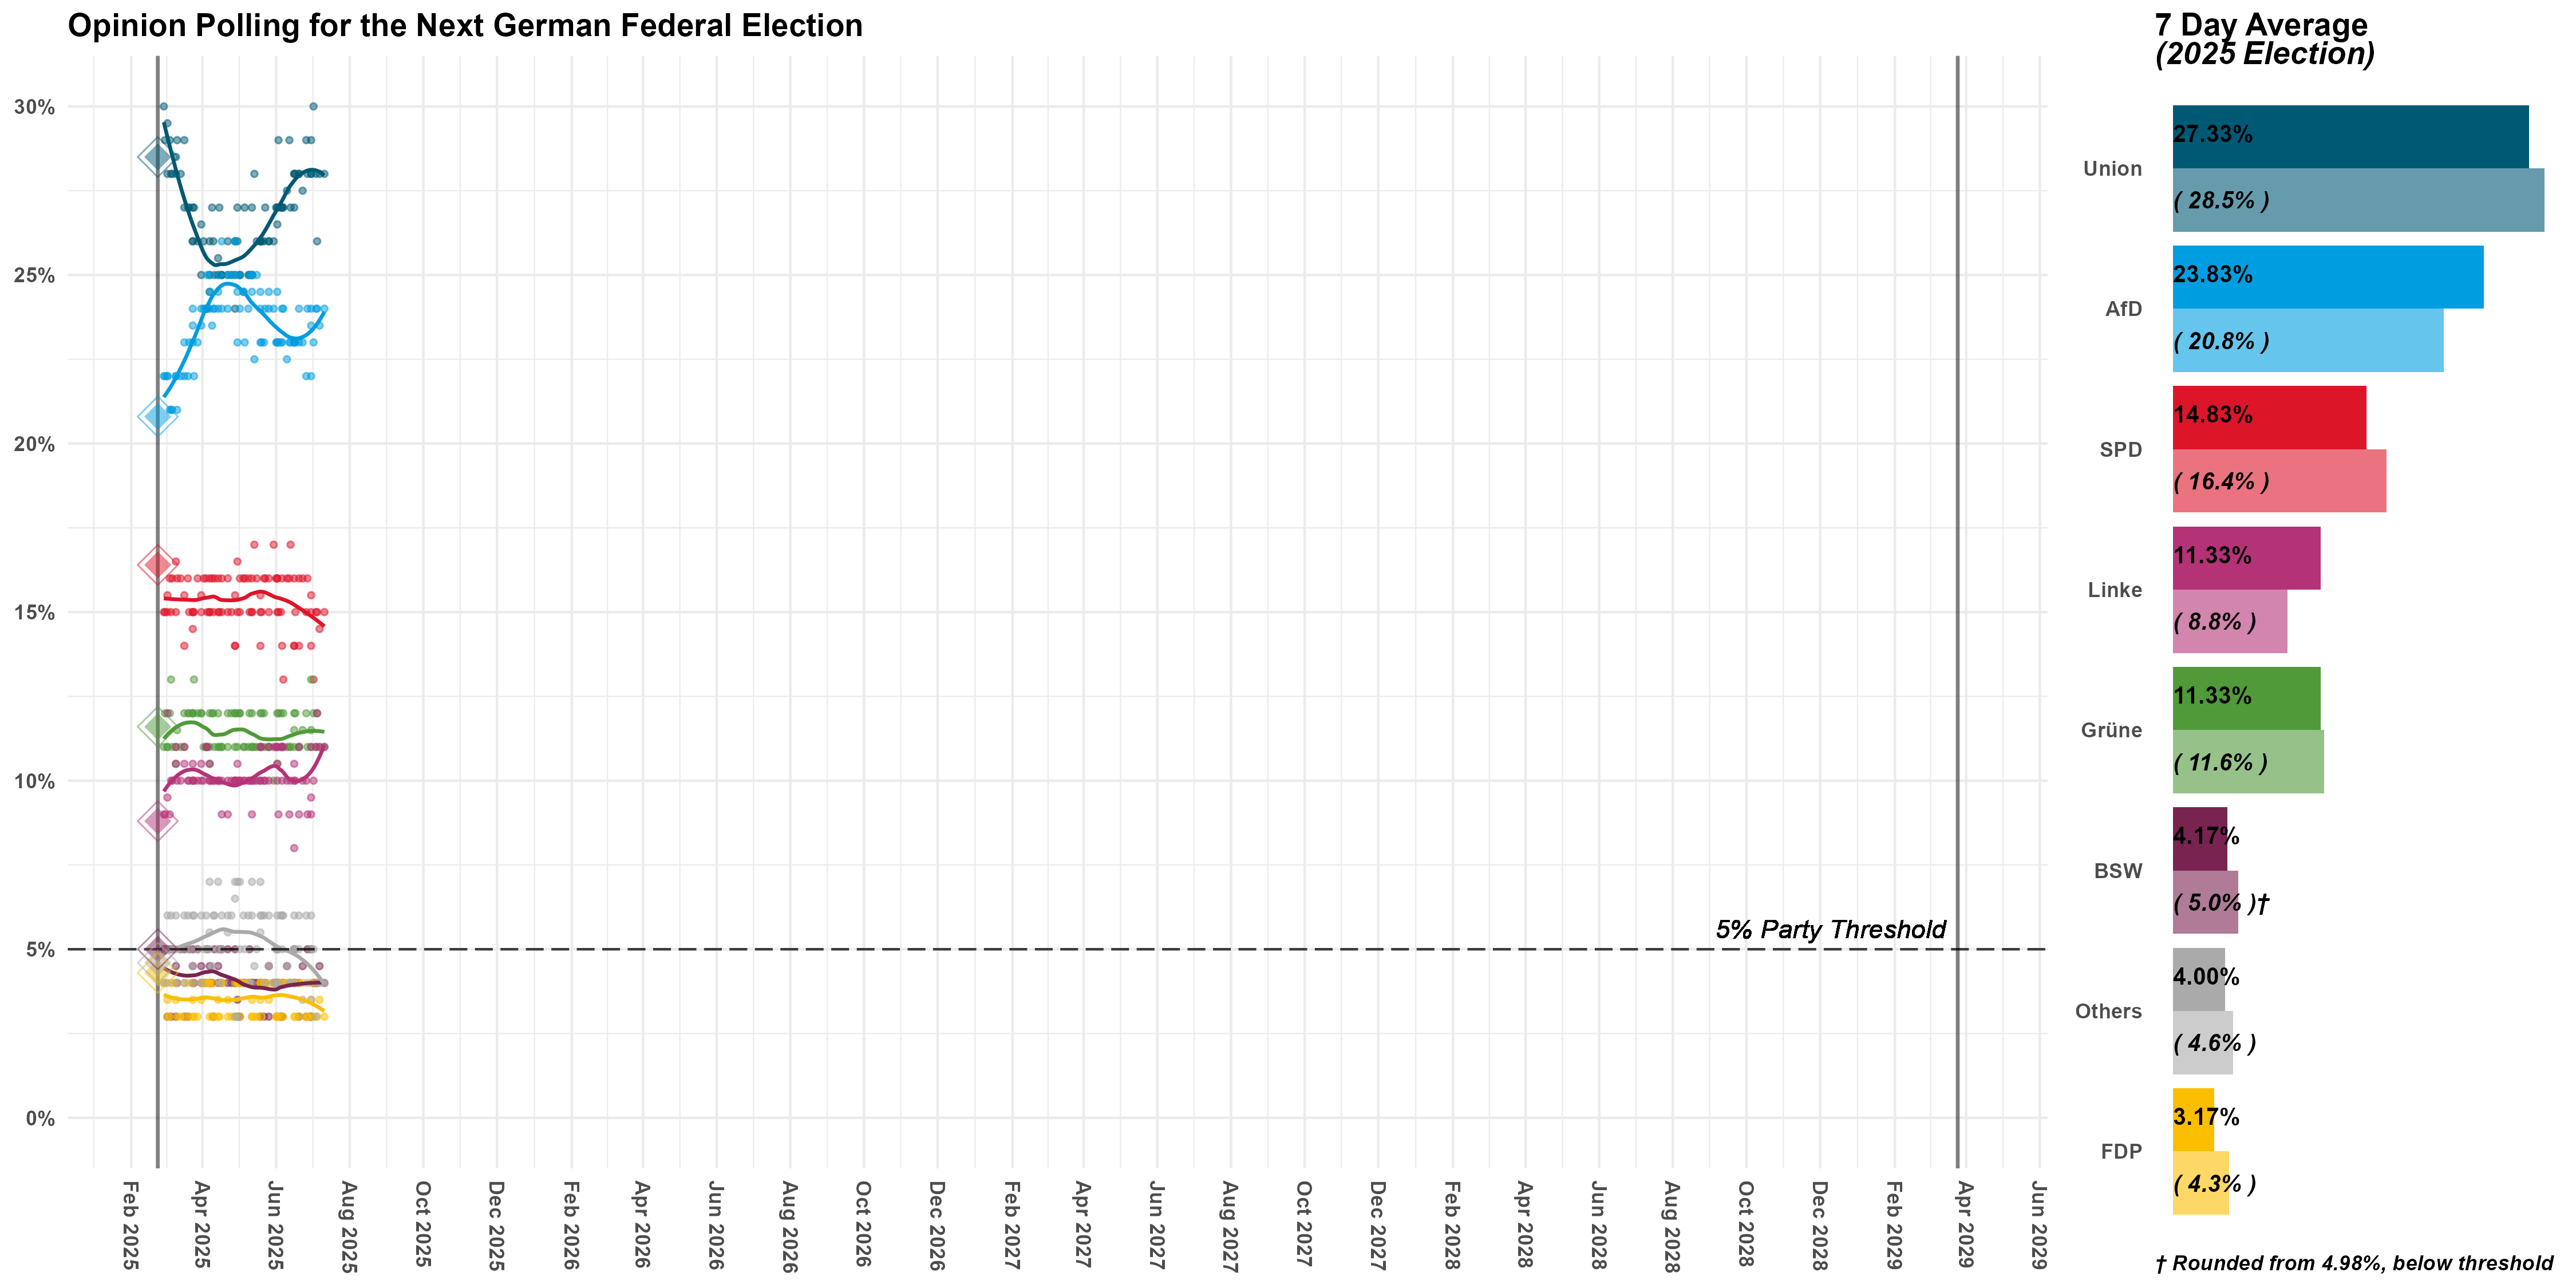 Opinion Polling for the Next German Federal Election
30%
25%
20%
15%
10%
5%
0%
5% Party Threshold
Feb 2025
Apr 2025
Jun 2025
Aug 2025
Oct 2025
Dec 2025
Feb 2026
Apr 2026
Jun 2026
Aug 2026
Oct 2026
Dec 2026
Feb 2027
Apr 2027
Jun 2027
Aug 2027
Oct 2027
Dec 2027
Feb 2028
Apr 2028
Jun 2028
Aug 2028
Oct 2028
Dec 2028
Feb 2029
Apr 2029
Jun 2029
7 Day Average
(2025 Election)
Union
27.33%
( 28.5% )
AfD
23.83%
( 20.8% )
SPD
14.83%
( 16.4% )
Linke
11.33%
( 8.8% )
Grüne
11.33%
( 11.6% )
BSW
4.17%
( 5.0% )†
Others
4.00%
( 4.6% )
FDP
3.17%
( 4.3% )
† Rounded from 4.98%, below threshold